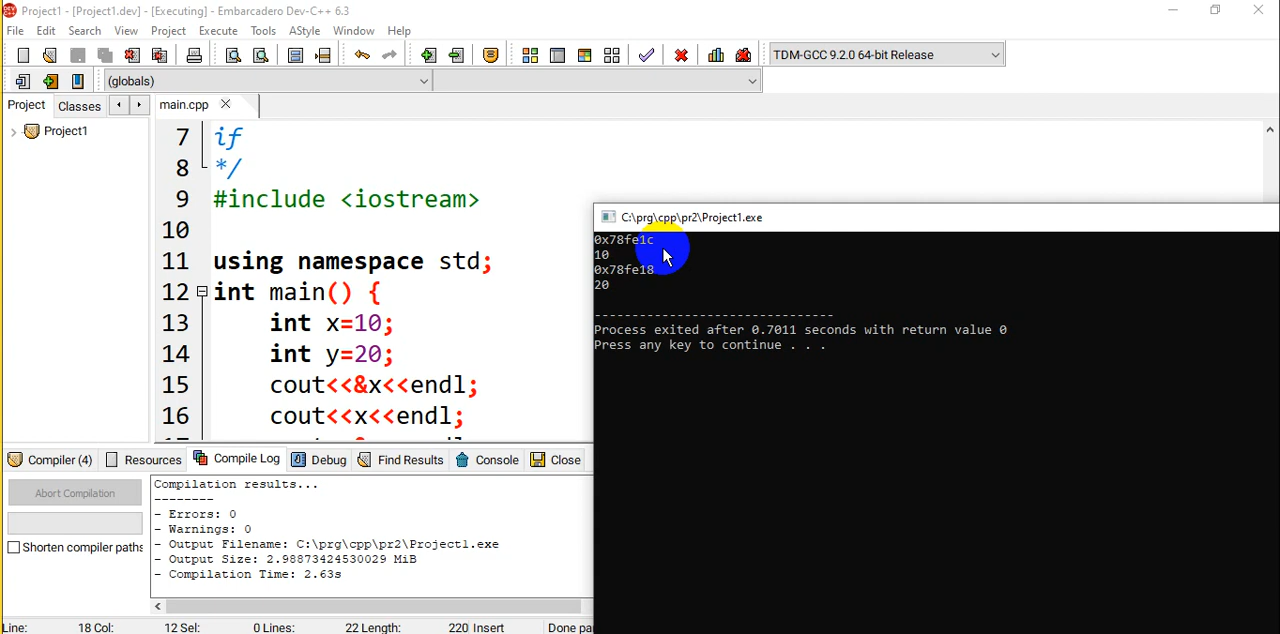 Project1 - [Project1.dev] - [Executing] - Embarcadero Dev-C++ 6.3
File Edit Search View Project Execute Tools AStyle Window Help
TDM-GCC 9.2.0 64-bit Release
(globals)
Project Classes main.cpp
Project1
7 if
8 */
9 #include <iostream>
10
11 using namespace std;
12 int main() {
13 int x=10;
14 int y=20;
15 cout<<&x<<endl;
16 cout<<x<<endl;
C:\prg\cpp\pr2\Project1.exe
0x78fe1c
10
0x78fe18
20
--------------------------------
Process exited after 0.7011 seconds with return value 0
Press any key to continue . . .
Compiler (4) Resources Compile Log Debug Find Results Console Close
Abort Compilation
Shorten compiler paths
Compilation results...
--------
- Errors: 0
- Warnings: 0
- Output Filename: C:\prg\cpp\pr2\Project1.exe
- Output Size: 2.98873424530029 MiB
- Compilation Time: 2.63s
Line: 18 Col: 12 Sel: 0 Lines: 22 Length: 220 Insert Done